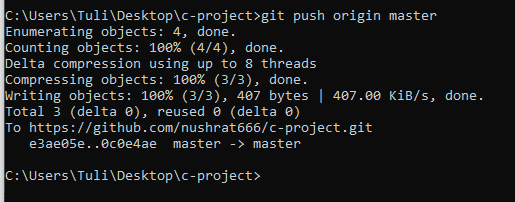 C:\Users\Tuli\Desktop\c-project>git push origin master
Enumerating objects: 4, done.
Counting objects: 100% (4/4), done.
Delta compression using up to 8 threads
Compressing objects: 100% (3/3), done.
Writing objects: 100% (3/3), 407 bytes | 407.00 KiB/s, done.
Total 3 (delta 0), reused 0 (delta 0)
To https://github.com/nushrat666/c-project.git
   e3ae05e..0c0e4ae  master -> master
C:\Users\Tuli\Desktop\c-project>